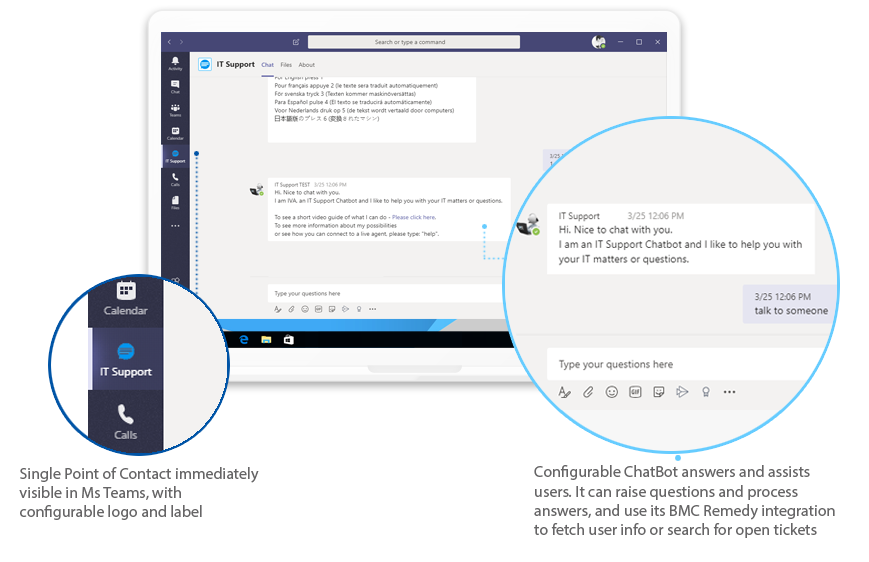 Search or type a command
IT Support Chat Files About
For English press 1
Pour français appuye 2 (le texte sera traduit automatiquement)
För svenska tryck 3 (Texten kommer maskinöversättas)
Para Español pulse 4 (El texto se traducirá automáticamente)
Voor Nederlands druk op 5 (de tekst wordt vertaald door computers)
日本語版のプレス 6 (変換されたマシン)
Activity
Chat
Teams
Calendar
IT Support
Calls
Files
3/25
IT Support TEST 3/25 12:06 PM
Hi. Nice to chat with you.
I am IVA, an IT Support Chatbot and I like to help you with your IT matters or questions.
To see a short video guide of what I can do - Please click here.
To see more information about my possibilities
or see how you can connect to a live agent, please type: "help".
Type your questions here
GIF
IT Support 3/25 12:06 PM
Hi. Nice to chat with you.
I am an IT Support Chatbot and I like to help you with
your IT matters or questions.
3/25 12:06 PM
talk to someone
Type your questions here
GIF
Calendar
IT Support
Calls
Single Point of Contact immediately
visible in Ms Teams, with
configurable logo and label
Configurable ChatBot answers and assists
users. It can raise questions and process
answers, and use its BMC Remedy integration
to fetch user info or search for open tickets